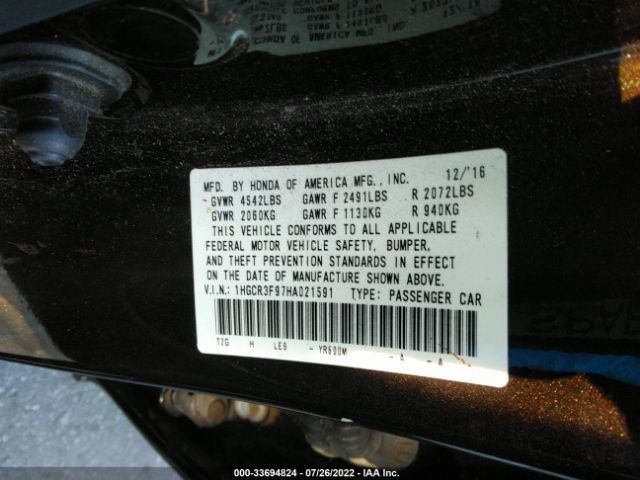 MFD. BY HONDA OF AMERICA MFG., INC. 12/'16
GVWR 4542LBS GAWR F 2491LBS R 2072LBS
GVWR 2060KG GAWR F 1130KG R 940KG
THIS VEHICLE CONFORMS TO ALL APPLICABLE
FEDERAL MOTOR VEHICLE SAFETY, BUMPER,
AND THEFT PREVENTION STANDARDS IN EFFECT
ON THE DATE OF MANUFACTURE SHOWN ABOVE.
V.I.N.: 1HGCR3F97HA021591 TYPE: PASSENGER CAR
T2G H LE9 - YR600M - A - A
000-33694824 | 07/26/2022 | IAA Inc.